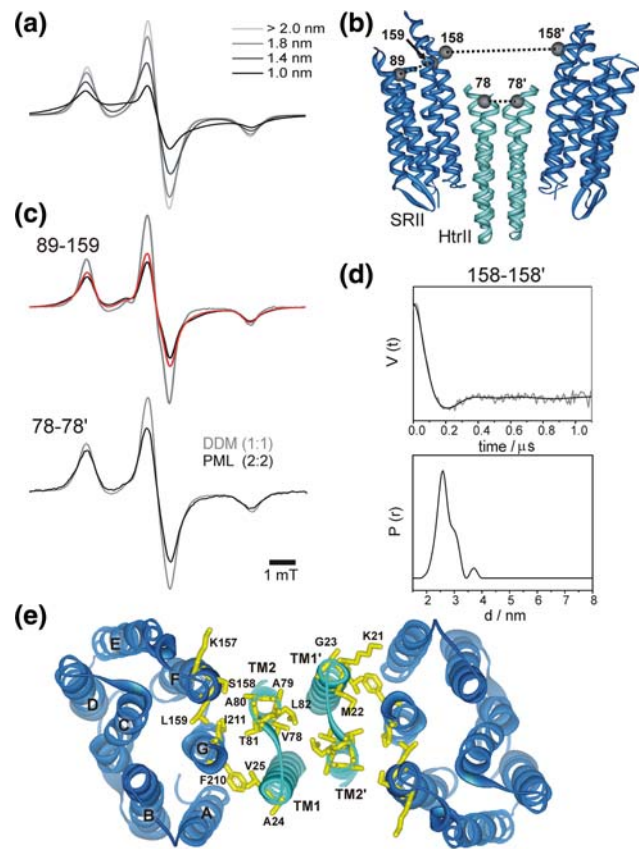 (a)
> 2.0 nm
1.8 nm
1.4 nm
1.0 nm
(b)
159
158
158'
89
78
78'
SRII
HtrII
(c)
89-159
78-78'
DDM (1:1)
PML (2:2)
1 mT
(d)
158-158'
V (t)
0.0 0.2 0.4 0.6 0.8 1.0
time / μs
P (r)
2 3 4 5 6 7 8
d / nm
(e)
K157
G23
K21
TM2
TM1'
E
F
S158
A79
D
A80
L82
M22
C
L159
I211
T81
V78
G
B
A
F210
V25
TM1
TM2'
A24